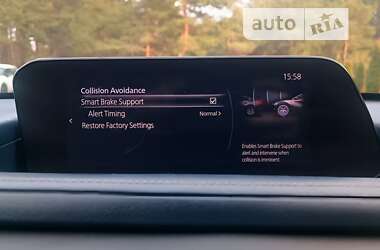 auto RIA
15:58
Collision Avoidance
Smart Brake Support
Alert Timing Normal
Restore Factory Settings
Enables Smart Brake Support to
alert and intervene when
collision is imminent.